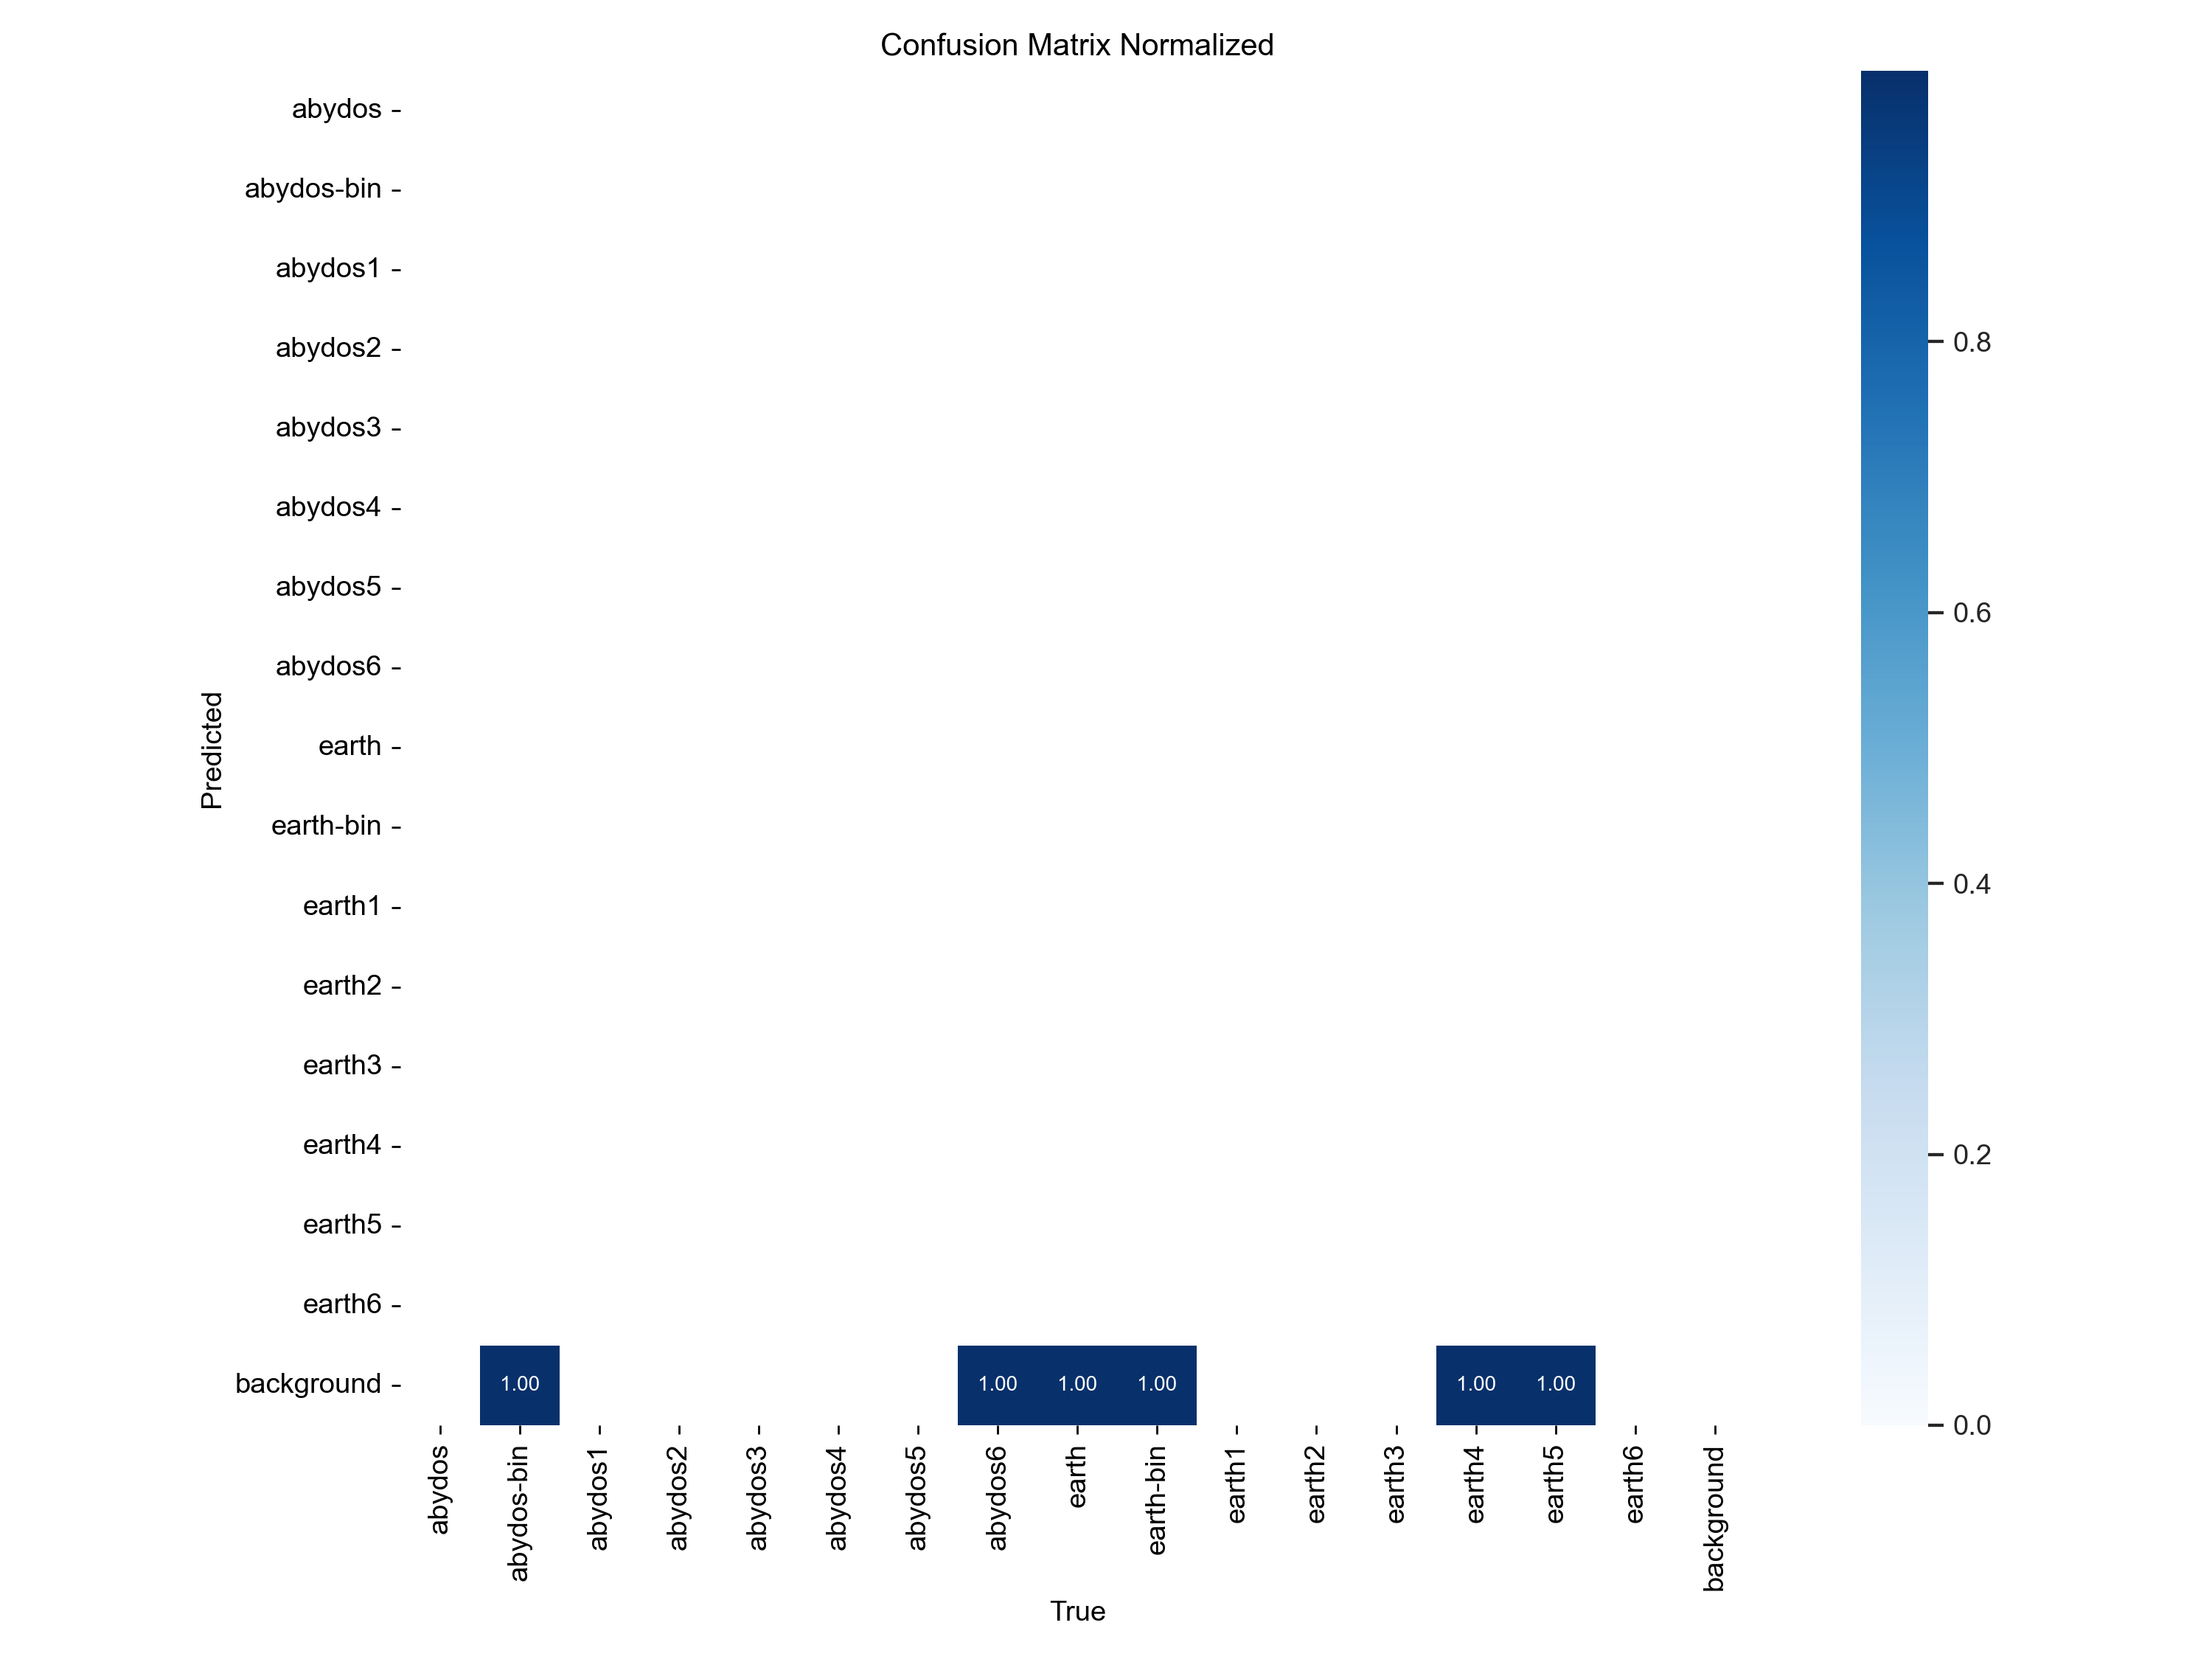 Confusion Matrix Normalized
abydos
abydos-bin
abydos1
abydos2
abydos3
abydos4
abydos5
abydos6
earth
earth-bin
earth1
earth2
earth3
earth4
earth5
earth6
background
Predicted
1.00 1.00 1.00 1.00 1.00 1.00
abydos abydos-bin abydos1 abydos2 abydos3 abydos4 abydos5 abydos6 earth earth-bin earth1 earth2 earth3 earth4 earth5 earth6 background
True
0.8
0.6
0.4
0.2
0.0